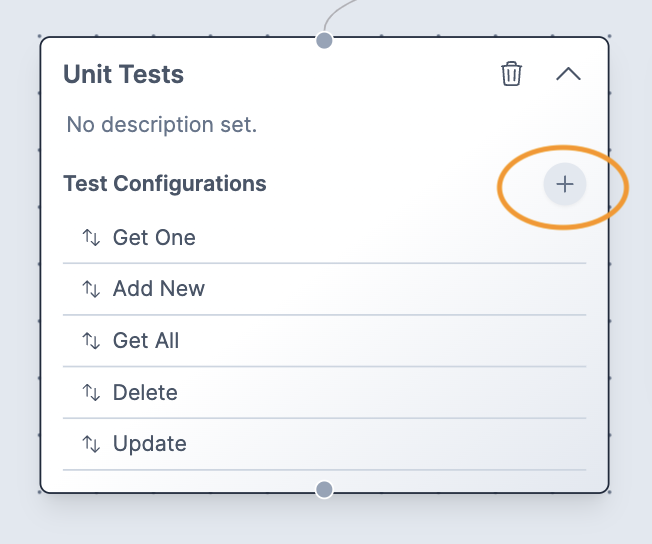 Unit Tests
No description set.
Test Configurations
Get One
Add New
Get All
Delete
Update